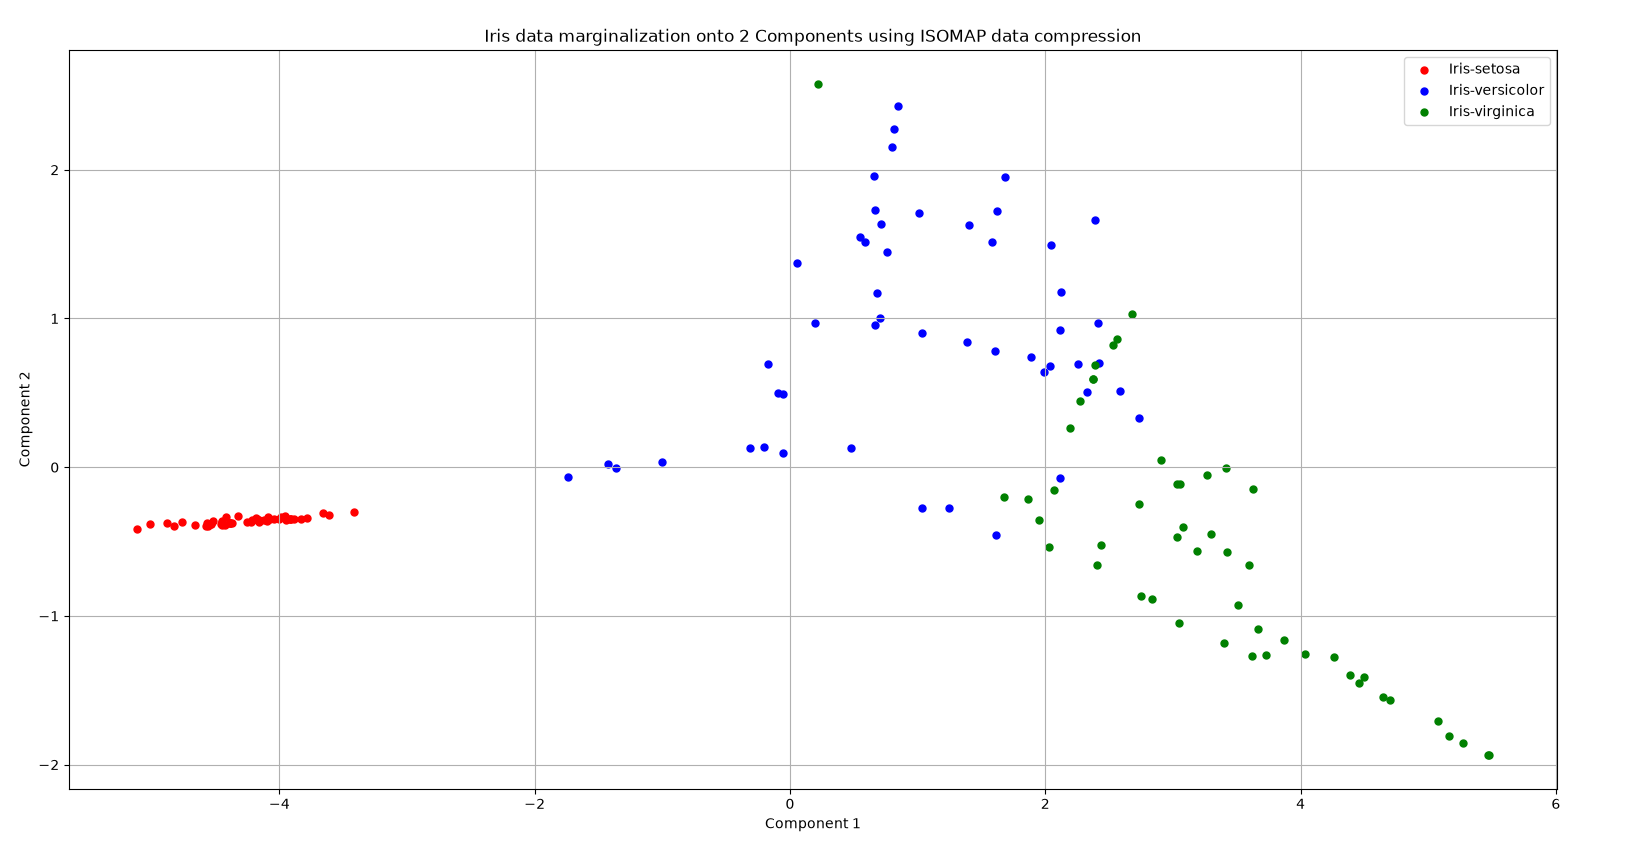 Iris data marginalization onto 2 Components using ISOMAP data compression
Iris-setosa
Iris-versicolor
Iris-virginica
2
1
0
−1
−2
Component 2
−4
−2
0
2
4
6
Component 1